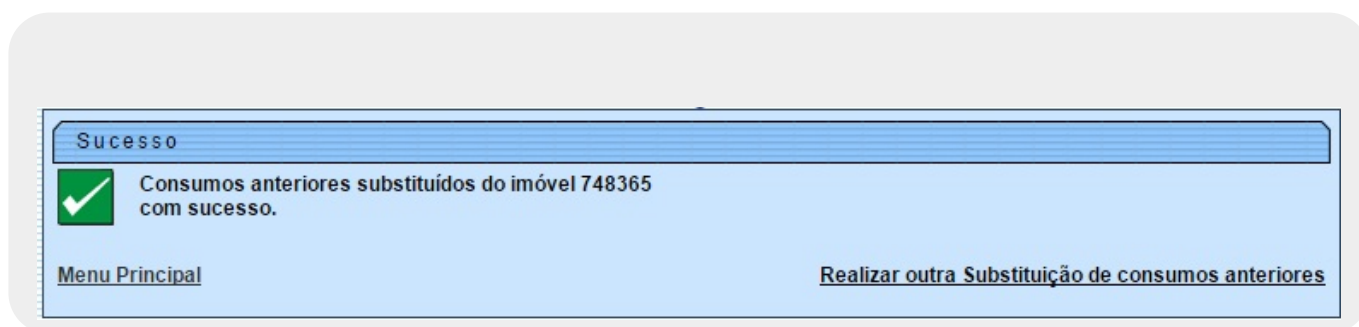 Sucesso
Consumos anteriores substituídos do imóvel 748365
com sucesso.
Menu Principal
Realizar outra Substituição de consumos anteriores